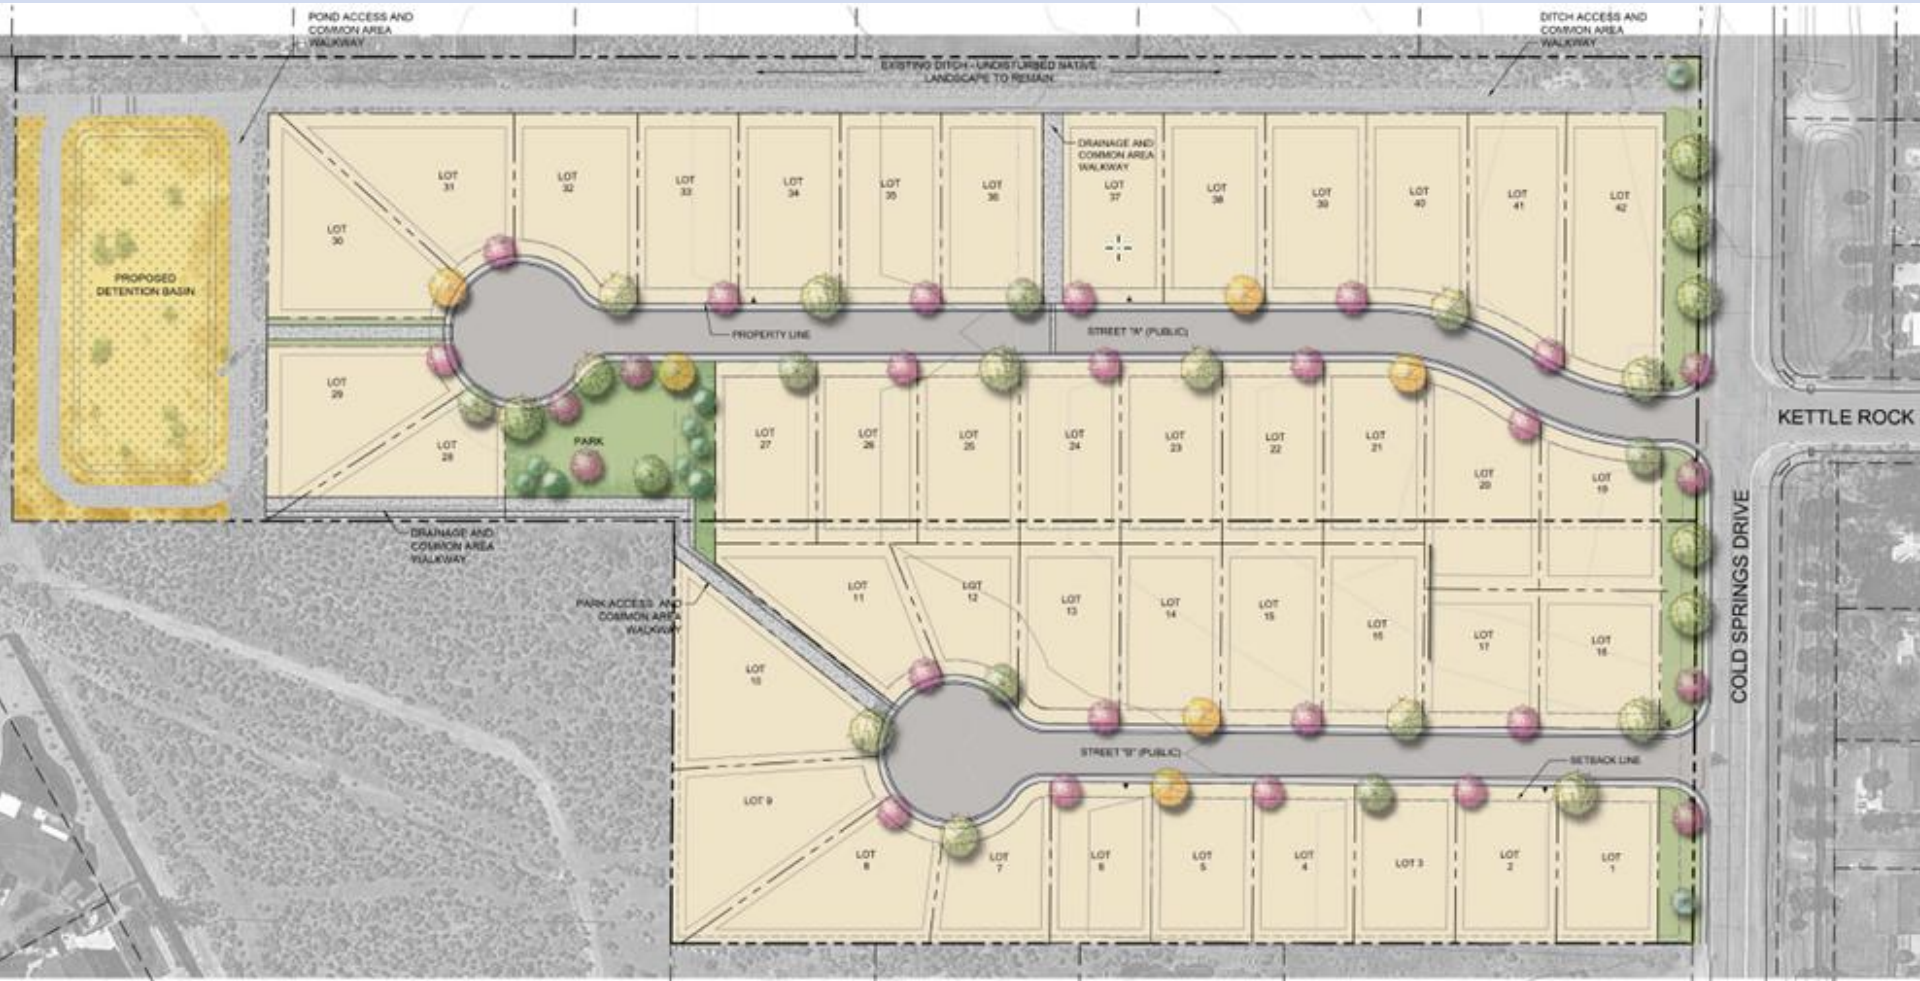 POND ACCESS AND
COMMON AREA
WALKWAY
DITCH ACCESS AND
COMMON AREA
WALKWAY
EXISTING DITCH - UNDISTURBED NATIVE
LANDSCAPE TO REMAIN
LOT
31
LOT
32
LOT
33
LOT
34
LOT
35
LOT
36
DRAINAGE AND
COMMON AREA
WALKWAY
LOT
37
LOT
38
LOT
39
LOT
40
LOT
41
LOT
42
LOT
30
PROPOSED
DETENTION BASIN
PROPERTY LINE
STREET "A" (PUBLIC)
LOT
29
KETTLE ROCK
LOT
28
PARK
LOT
27
LOT
26
LOT
25
LOT
24
LOT
23
LOT
22
LOT
21
LOT
20
LOT
19
DRAINAGE AND
COMMON AREA
WALKWAY
COLD SPRINGS DRIVE
PARK ACCESS AND
COMMON AREA
WALKWAY
LOT
11
LOT
12
LOT
13
LOT
14
LOT
15
LOT
16
LOT
17
LOT
18
LOT
10
STREET "B" (PUBLIC)
SETBACK LINE
LOT 9
LOT
8
LOT
7
LOT
6
LOT
5
LOT
4
LOT 3
LOT
2
LOT
1